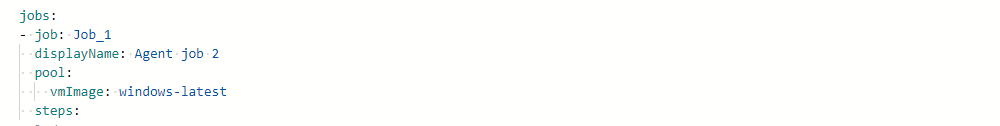 jobs:
- job: Job_1
displayName: Agent job 2
pool:
vmImage: windows-latest
steps: